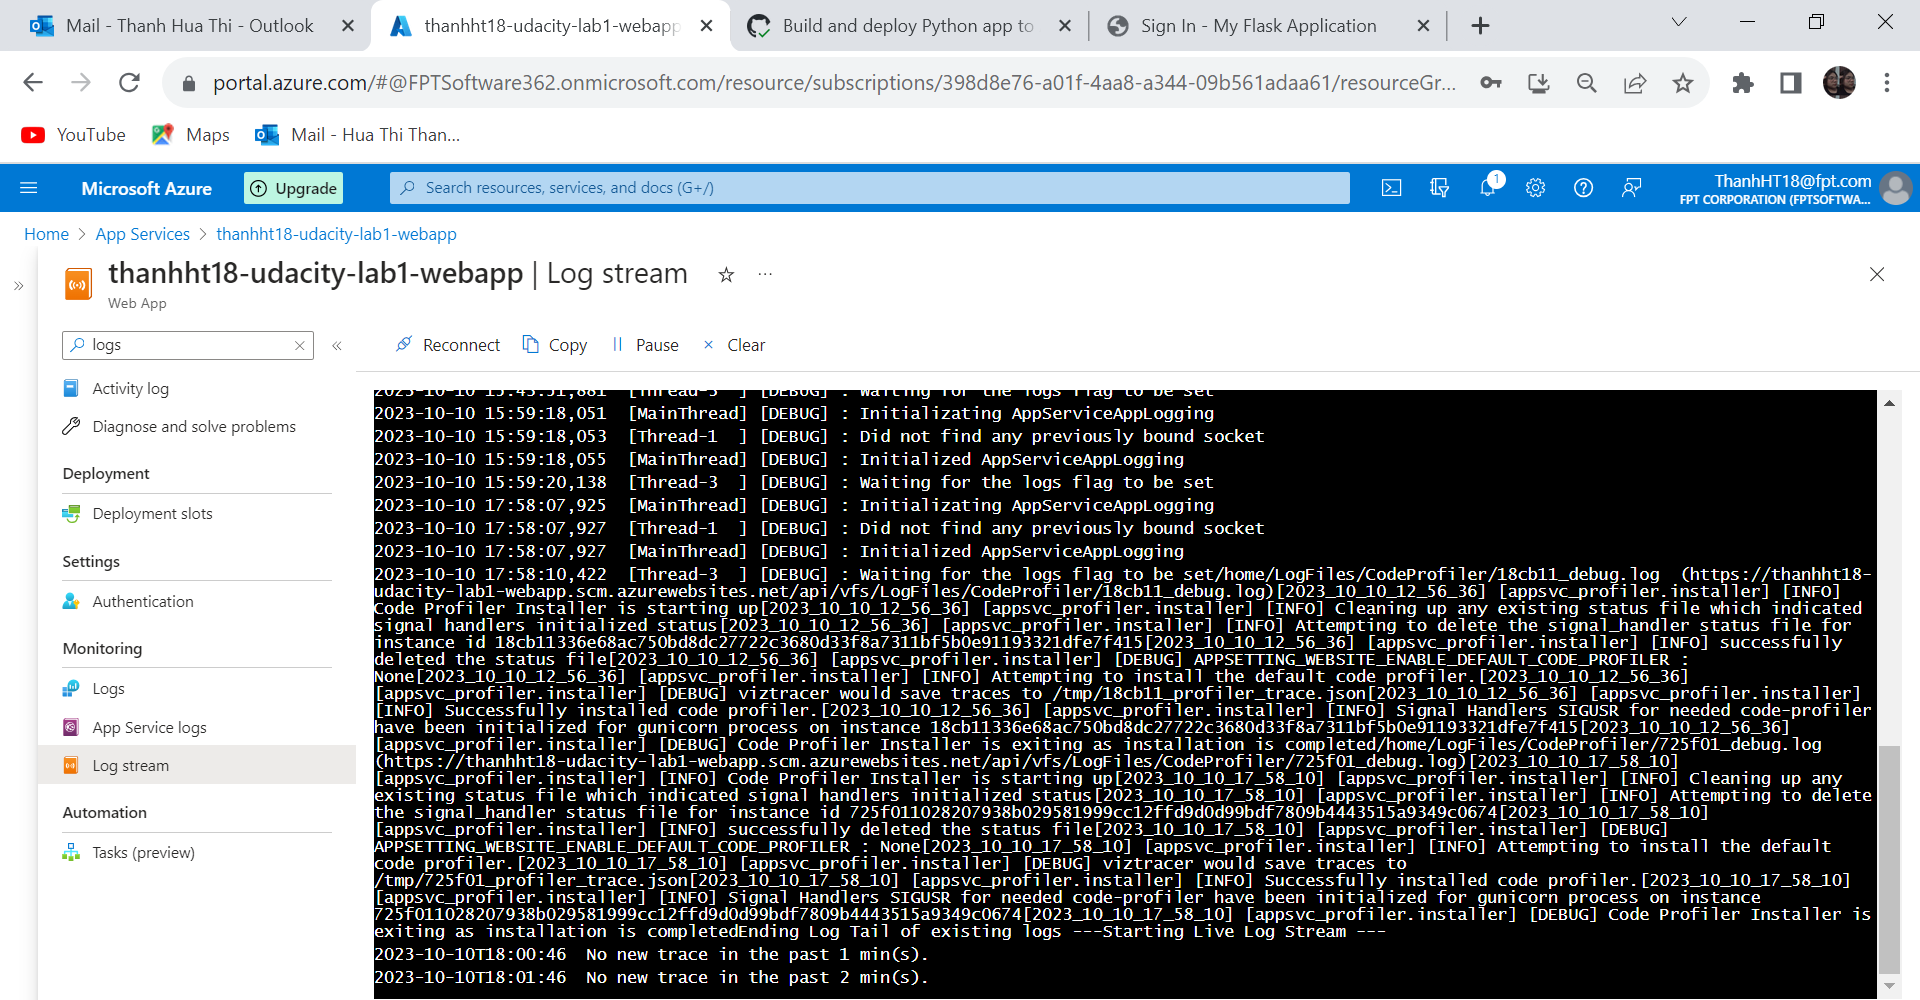 Mail - Thanh Hua Thi - Outlook
thanhht18-udacity-lab1-webapp
Build and deploy Python app to
Sign In - My Flask Application
portal.azure.com/#@FPTSoftware362.onmicrosoft.com/resource/subscriptions/398d8e76-a01f-4aa8-a344-09b561adaa61/resourceGr...
YouTube
Maps
Mail - Hua Thi Than...
Microsoft Azure
Upgrade
Search resources, services, and docs (G+/)
1
ThanhHT18@fpt.com
FPT CORPORATION (FPTSOFTWA...
Home > App Services > thanhht18-udacity-lab1-webapp
thanhht18-udacity-lab1-webapp | Log stream
Web App
logs
Reconnect
Copy
Pause
Clear
Activity log
Diagnose and solve problems
Deployment
Deployment slots
Settings
Authentication
Monitoring
Logs
App Service logs
Log stream
Automation
Tasks (preview)
2023-10-10 15:45:51,881 [Thread-3 ] [DEBUG] : Waiting for the logs flag to be set
2023-10-10 15:59:18,051 [MainThread] [DEBUG] : Initializating AppServiceAppLogging
2023-10-10 15:59:18,053 [Thread-1 ] [DEBUG] : Did not find any previously bound socket
2023-10-10 15:59:18,055 [MainThread] [DEBUG] : Initialized AppServiceAppLogging
2023-10-10 15:59:20,138 [Thread-3 ] [DEBUG] : Waiting for the logs flag to be set
2023-10-10 17:58:07,925 [MainThread] [DEBUG] : Initializating AppServiceAppLogging
2023-10-10 17:58:07,927 [Thread-1 ] [DEBUG] : Did not find any previously bound socket
2023-10-10 17:58:07,927 [MainThread] [DEBUG] : Initialized AppServiceAppLogging
2023-10-10 17:58:10,422 [Thread-3 ] [DEBUG] : Waiting for the logs flag to be set/home/LogFiles/CodeProfiler/18cb11_debug.log (https://thanhht18-
udacity-lab1-webapp.scm.azurewebsites.net/api/vfs/LogFiles/CodeProfiler/18cb11_debug.log)[2023_10_10_12_56_36] [appsvc_profiler.installer] [INFO]
Code Profiler Installer is starting up[2023_10_10_12_56_36] [appsvc_profiler.installer] [INFO] Cleaning up any existing status file which indicated
signal handlers initialized status[2023_10_10_12_56_36] [appsvc_profiler.installer] [INFO] Attempting to delete the signal_handler status file for
instance id 18cb11336e68ac750bd8dc27722c3680d33f8a7311bf5b0e91193321dfe7f415[2023_10_10_12_56_36] [appsvc_profiler.installer] [INFO] successfully
deleted the status file[2023_10_10_12_56_36] [appsvc_profiler.installer] [DEBUG] APPSETTING_WEBSITE_ENABLE_DEFAULT_CODE_PROFILER :
None[2023_10_10_12_56_36] [appsvc_profiler.installer] [INFO] Attempting to install the default code profiler.[2023_10_10_12_56_36]
[appsvc_profiler.installer] [DEBUG] viztracer would save traces to /tmp/18cb11_profiler_trace.json[2023_10_10_12_56_36] [appsvc_profiler.installer]
[INFO] Successfully installed code profiler.[2023_10_10_12_56_36] [appsvc_profiler.installer] [INFO] Signal Handlers SIGUSR for needed code-profiler
have been initialized for gunicorn process on instance 18cb11336e68ac750bd8dc27722c3680d33f8a7311bf5b0e91193321dfe7f415[2023_10_10_12_56_36]
[appsvc_profiler.installer] [DEBUG] Code Profiler Installer is exiting as installation is completed/home/LogFiles/CodeProfiler/725f01_debug.log
(https://thanhht18-udacity-lab1-webapp.scm.azurewebsites.net/api/vfs/LogFiles/CodeProfiler/725f01_debug.log)[2023_10_10_17_58_10]
[appsvc_profiler.installer] [INFO] Code Profiler Installer is starting up[2023_10_10_17_58_10] [appsvc_profiler.installer] [INFO] Cleaning up any
existing status file which indicated signal handlers initialized status[2023_10_10_17_58_10] [appsvc_profiler.installer] [INFO] Attempting to delete
the signal_handler status file for instance id 725f011028207938b029581999cc12ffd9d0d99bdf7809b4443515a9349c0674[2023_10_10_17_58_10]
[appsvc_profiler.installer] [INFO] successfully deleted the status file[2023_10_10_17_58_10] [appsvc_profiler.installer] [DEBUG]
APPSETTING_WEBSITE_ENABLE_DEFAULT_CODE_PROFILER : None[2023_10_10_17_58_10] [appsvc_profiler.installer] [INFO] Attempting to install the default
code profiler.[2023_10_10_17_58_10] [appsvc_profiler.installer] [DEBUG] viztracer would save traces to
/tmp/725f01_profiler_trace.json[2023_10_10_17_58_10] [appsvc_profiler.installer] [INFO] Successfully installed code profiler.[2023_10_10_17_58_10]
[appsvc_profiler.installer] [INFO] Signal Handlers SIGUSR for needed code-profiler have been initialized for gunicorn process on instance
725f011028207938b029581999cc12ffd9d0d99bdf7809b4443515a9349c0674[2023_10_10_17_58_10] [appsvc_profiler.installer] [DEBUG] Code Profiler Installer is
exiting as installation is completedEnding Log Tail of existing logs ---Starting Live Log Stream ---
2023-10-10T18:00:46 No new trace in the past 1 min(s).
2023-10-10T18:01:46 No new trace in the past 2 min(s).